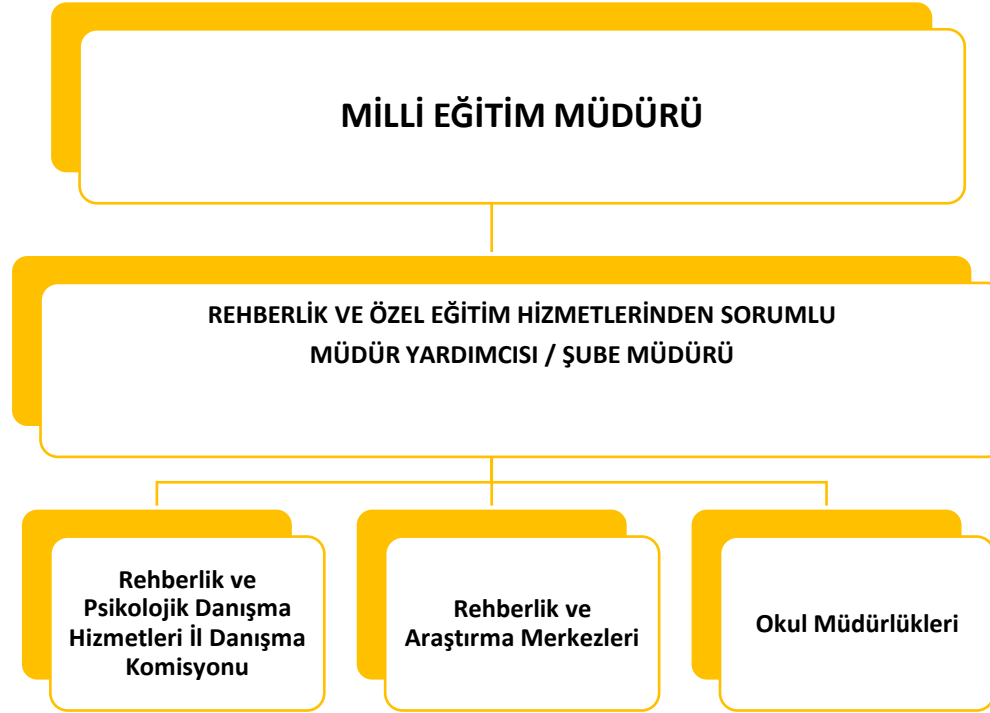 MİLLİ EĞİTİM MÜDÜRÜ
REHBERLİK VE ÖZEL EĞİTİM HİZMETLERİNDEN SORUMLU
MÜDÜR YARDIMCISI / ŞUBE MÜDÜRÜ
Rehberlik ve
Psikolojik Danışma
Hizmetleri İl Danışma
Komisyonu
Rehberlik ve
Araştırma Merkezleri
Okul Müdürlükleri